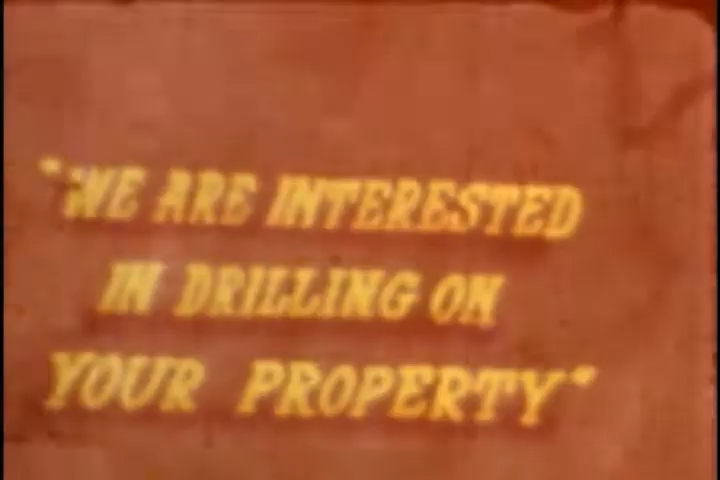 "WE ARE INTERESTED
IN DRILLING ON
YOUR PROPERTY"